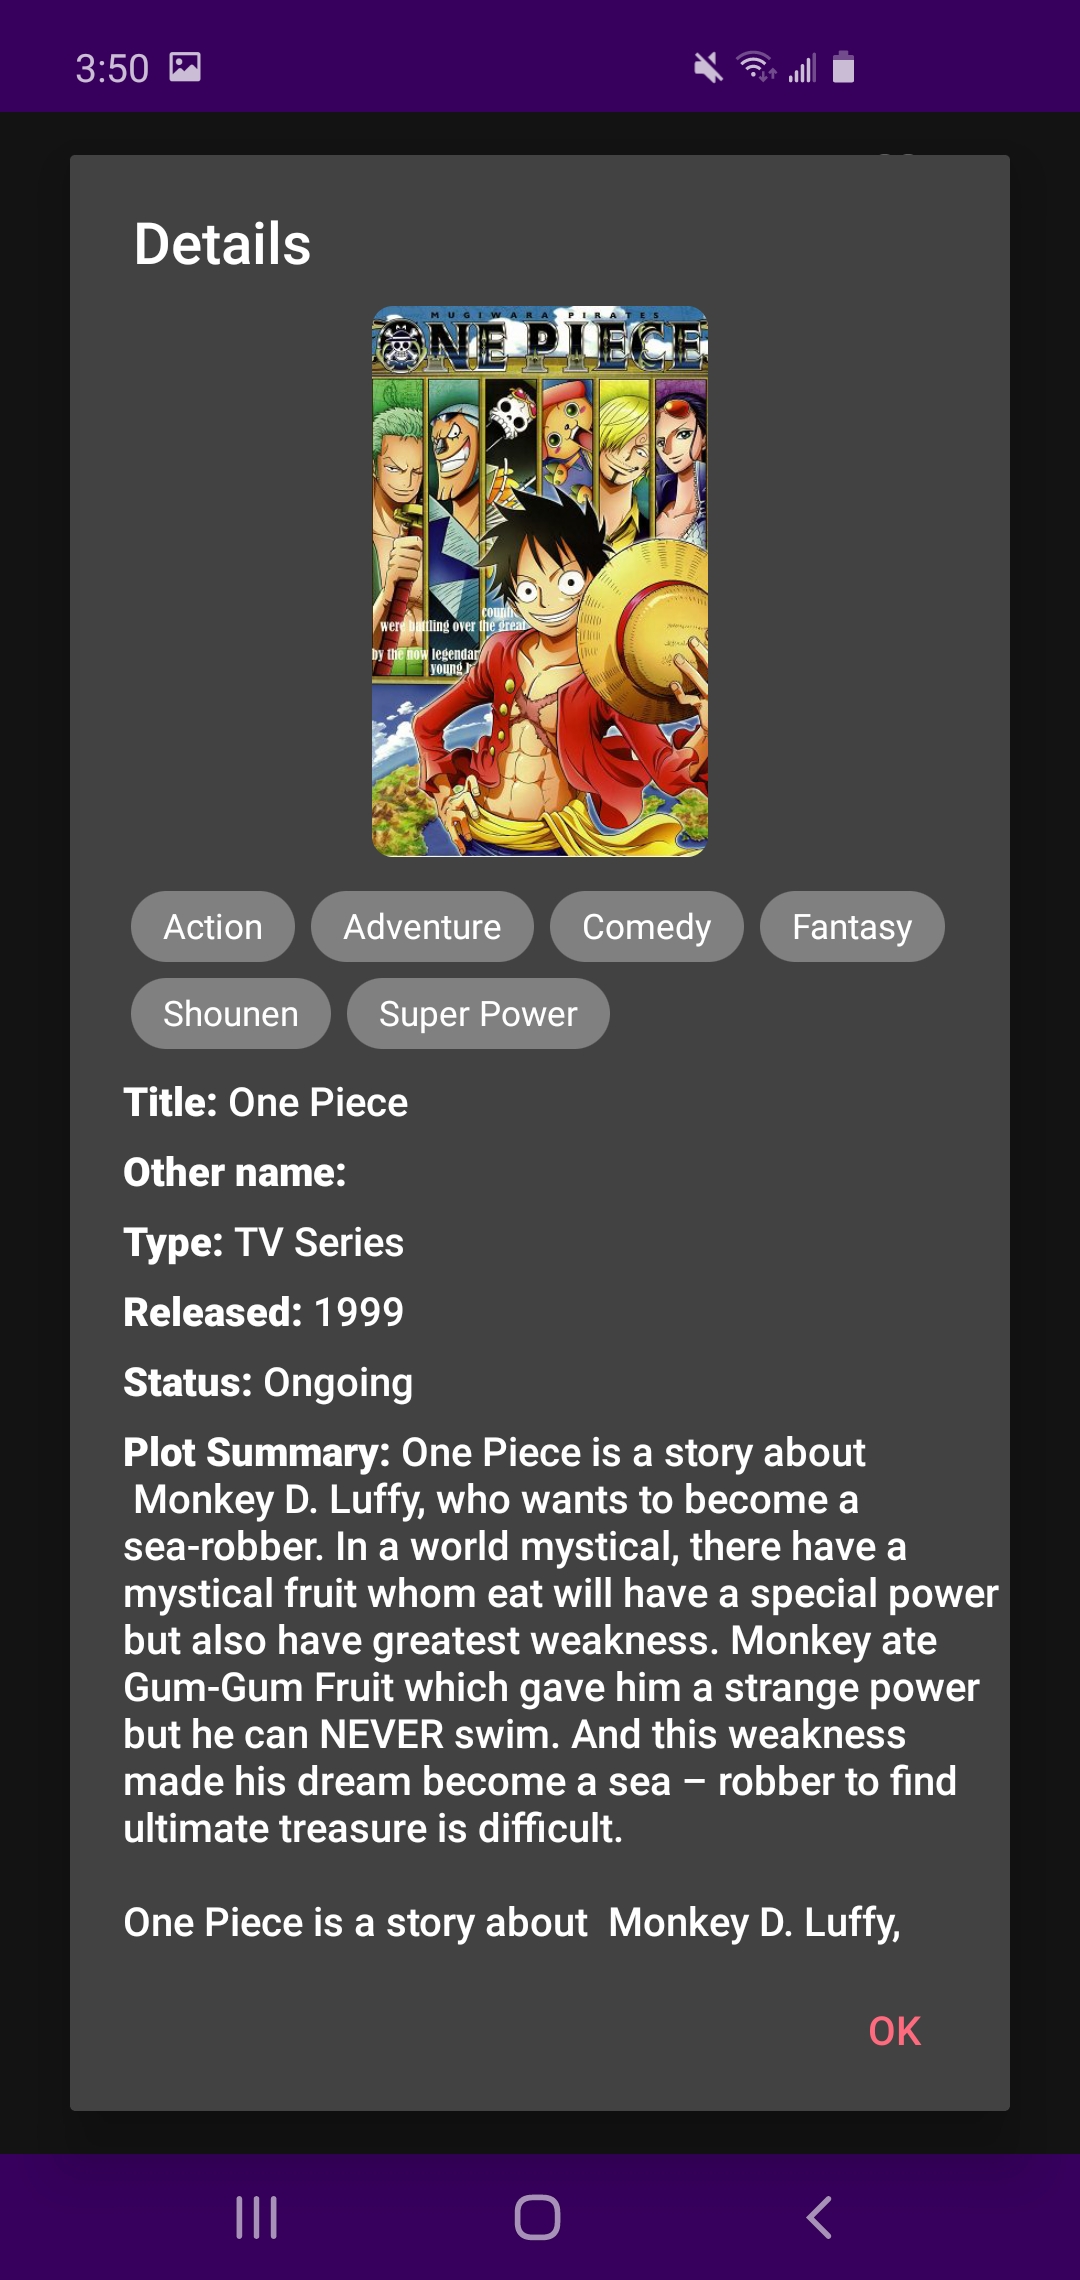 3:50
Details
MUGIWARA PIRATES
ONE PIECE
were battling over the great
by the now legendar
young
Action Adventure Comedy Fantasy
Shounen Super Power
Title: One Piece
Other name:
Type: TV Series
Released: 1999
Status: Ongoing
Plot Summary: One Piece is a story about
Monkey D. Luffy, who wants to become a
sea-robber. In a world mystical, there have a
mystical fruit whom eat will have a special power
but also have greatest weakness. Monkey ate
Gum-Gum Fruit which gave him a strange power
but he can NEVER swim. And this weakness
made his dream become a sea – robber to find
ultimate treasure is difficult.
One Piece is a story about  Monkey D. Luffy,
OK